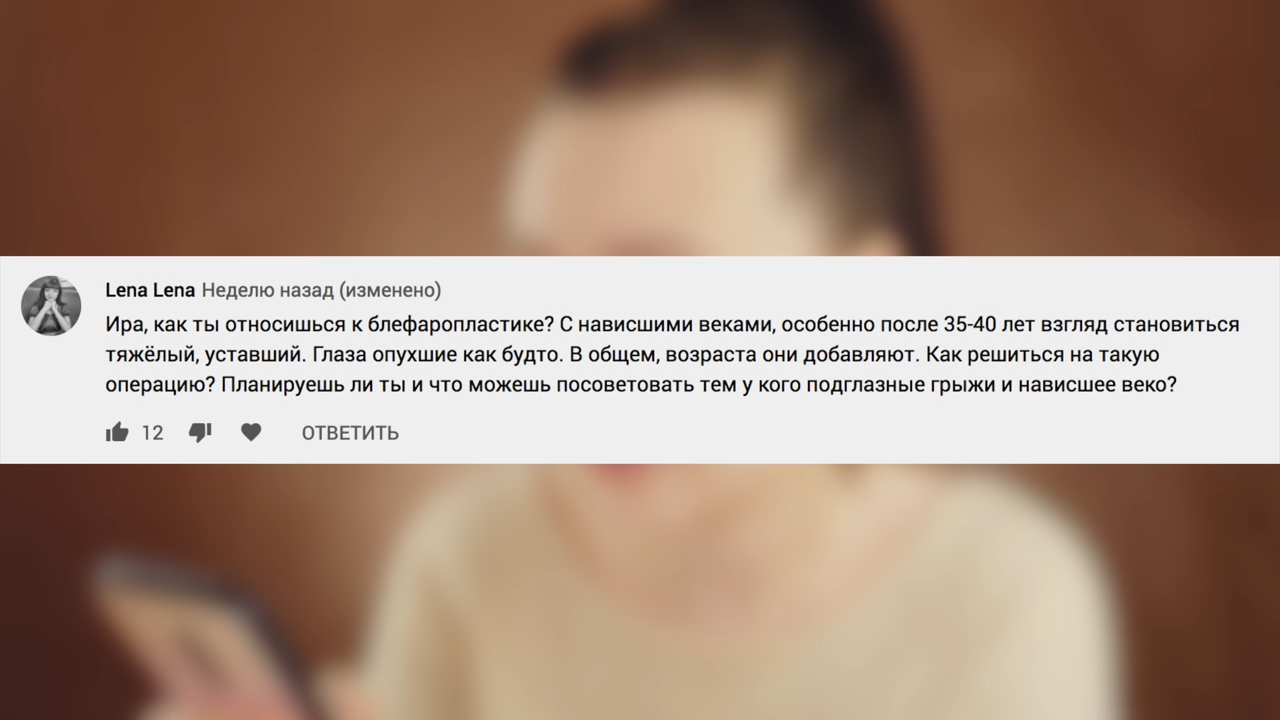 Lena Lena Неделю назад (изменено)
Ира, как ты относишься к блефаропластике? С нависшими веками, особенно после 35-40 лет взгляд становиться
тяжёлый, уставший. Глаза опухшие как будто. В общем, возраста они добавляют. Как решиться на такую
операцию? Планируешь ли ты и что можешь посоветовать тем у кого подглазные грыжи и нависшее веко?
12 ОТВЕТИТЬ